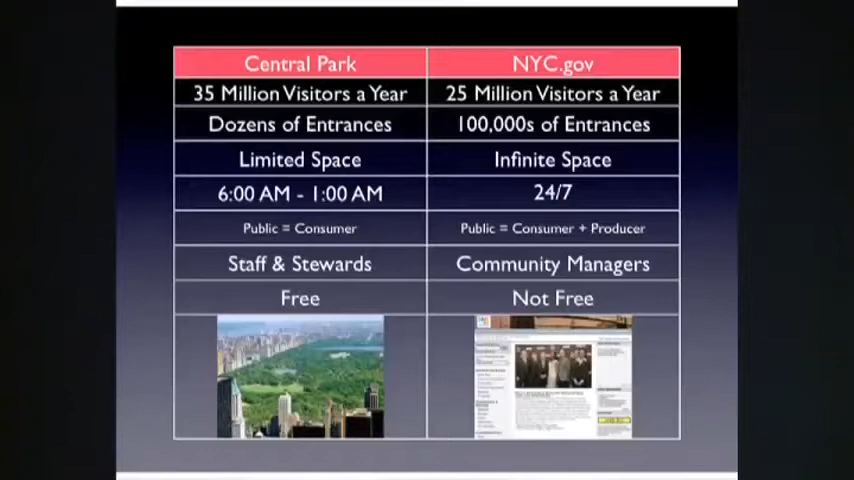 Central Park NYC.gov
35 Million Visitors a Year 25 Million Visitors a Year
Dozens of Entrances 100,000s of Entrances
Limited Space Infinite Space
6:00 AM - 1:00 AM 24/7
Public = Consumer Public = Consumer + Producer
Staff & Stewards Community Managers
Free Not Free